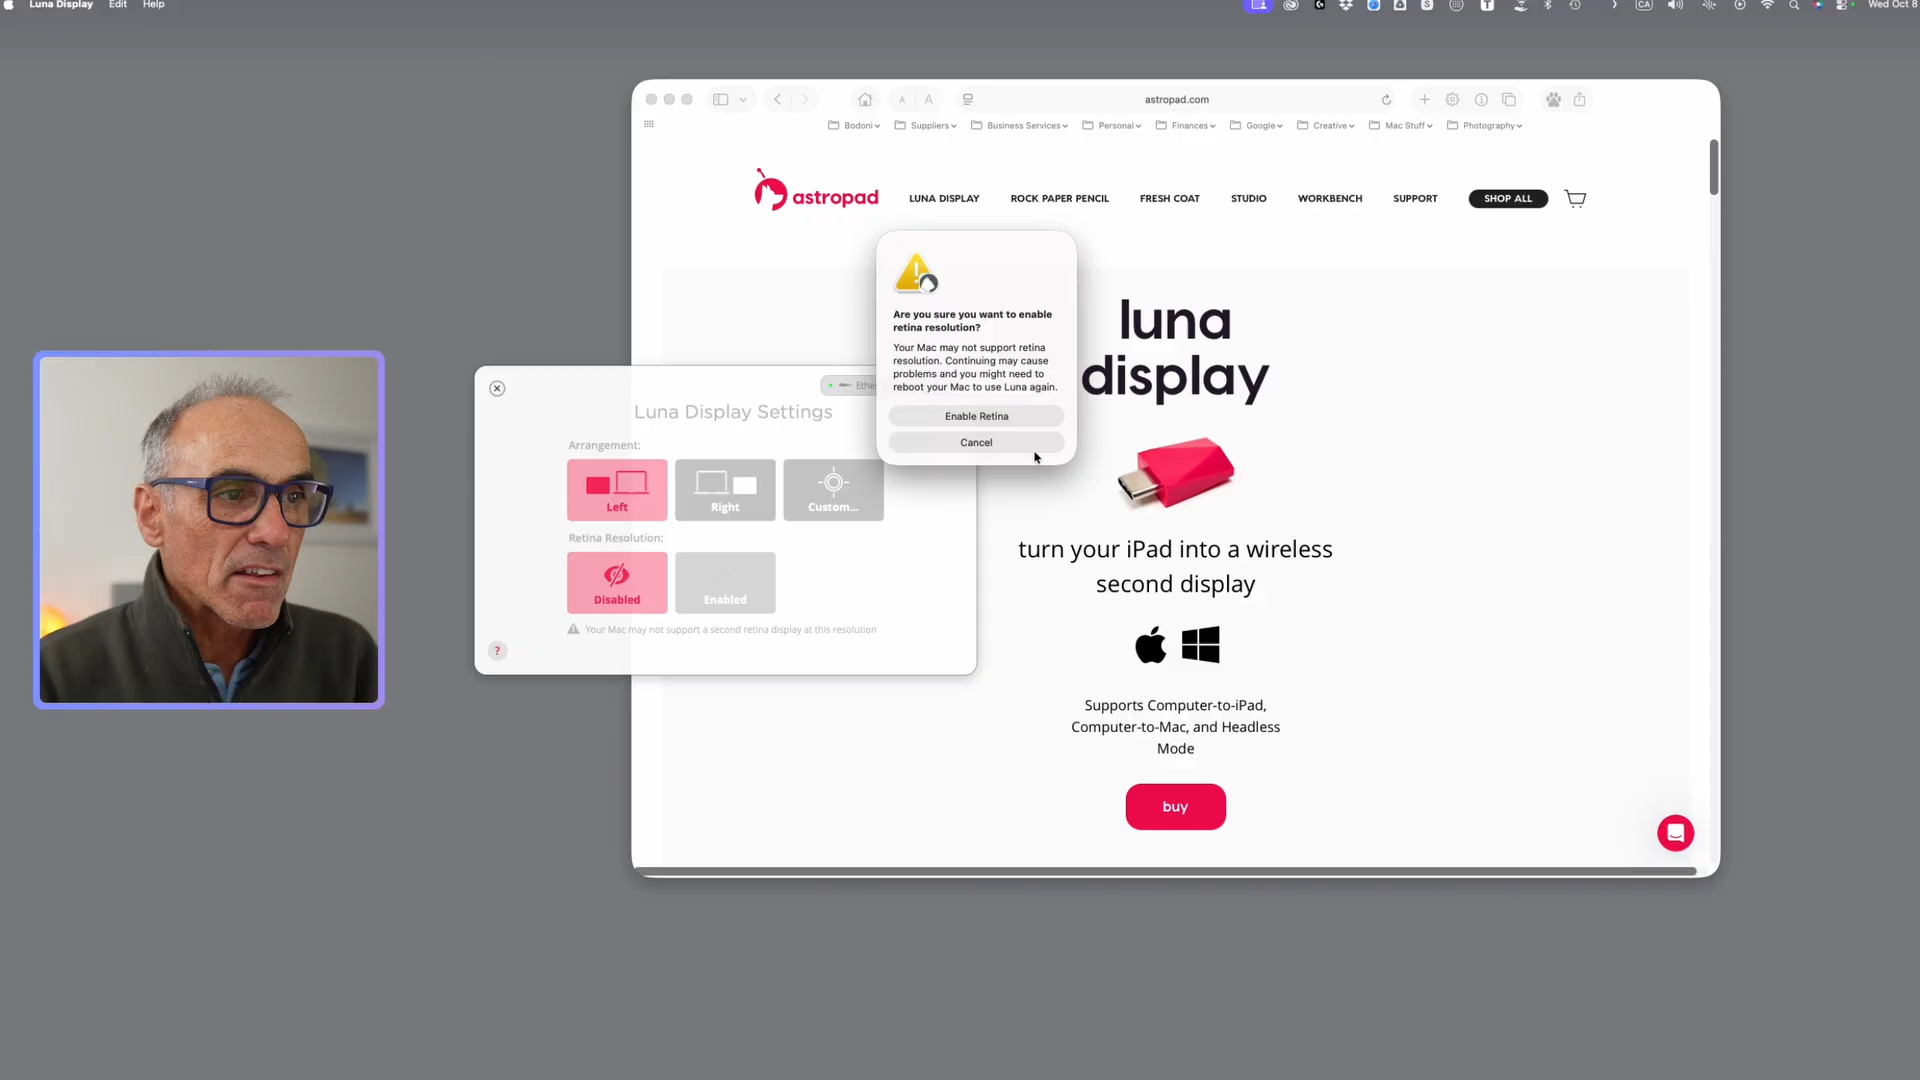 Luna Display Edit Help
CA
Wed Oct 8
A A
astropad.com
Bodoni Suppliers Business Services Personal Finances Google Creative Mac Stuff Photography
astropad
LUNA DISPLAY ROCK PAPER PENCIL FRESH COAT STUDIO WORKBENCH SUPPORT SHOP ALL
Are you sure you want to enable
retina resolution?
Your Mac may not support retina
resolution. Continuing may cause
problems and you might need to
reboot your Mac to use Luna again.
Enable Retina
Cancel
Luna Display Settings
Arrangement:
Left Right Custom...
Retina Resolution:
Disabled Enabled
Your Mac may not support a second retina display at this resolution
?
luna
display
turn your iPad into a wireless
second display
Supports Computer-to-iPad,
Computer-to-Mac, and Headless
Mode
buy